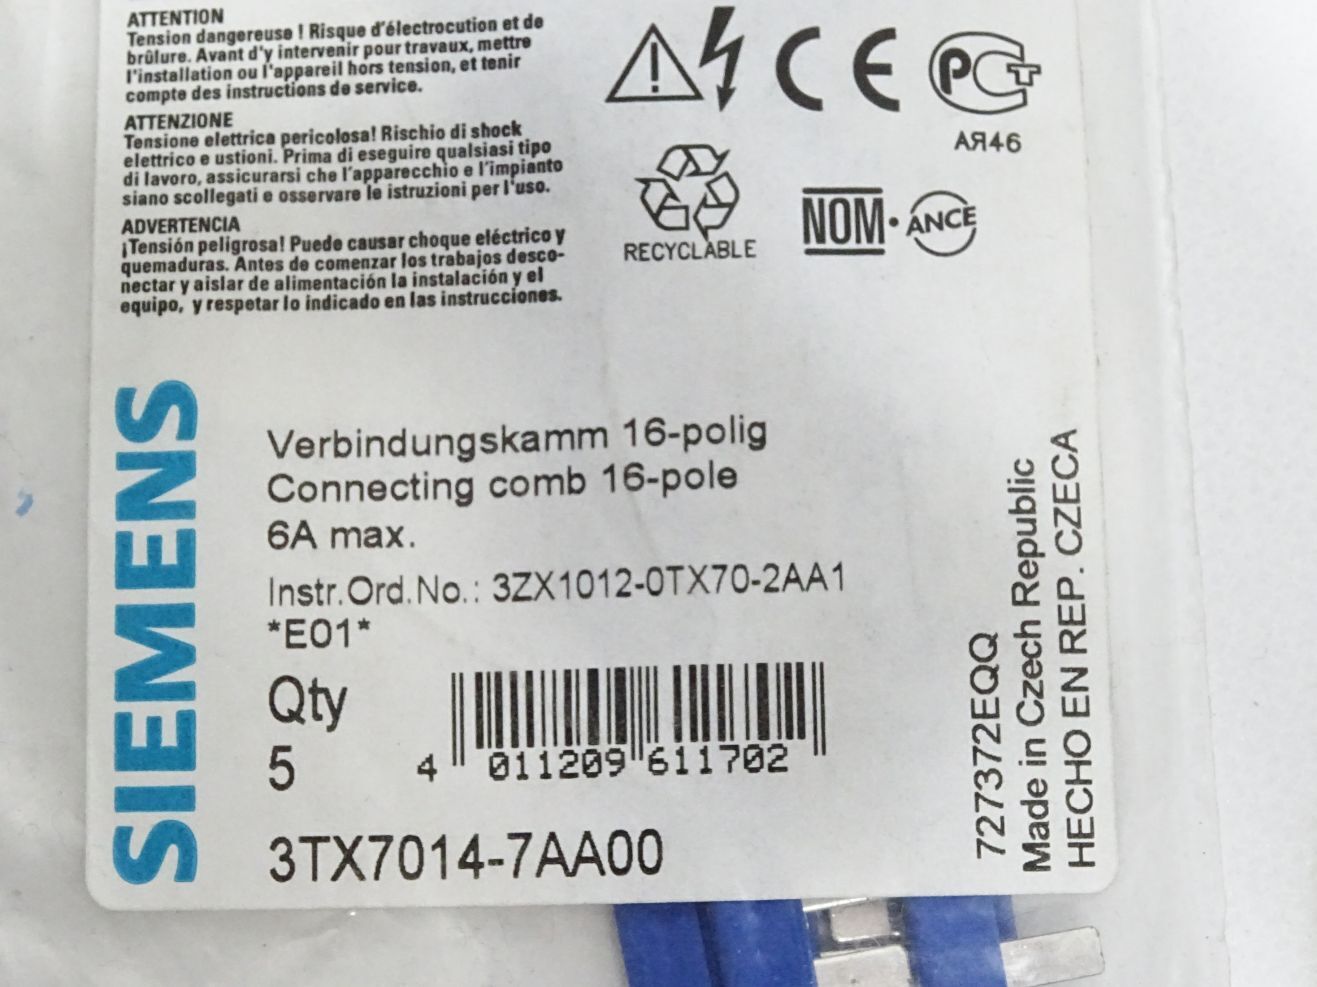 ATTENTION
Tension dangereuse ! Risque d'électrocution et de
brûlure. Avant d'y intervenir pour travaux, mettre
l'installation ou l'appareil hors tension, et tenir
compte des instructions de service.
ATTENZIONE
Tensione elettrica pericolosa! Rischio di shock
elettrico e ustioni. Prima di eseguire qualsiasi tipo
di lavoro, assicurarsi che l'apparecchio e l'impianto
siano scollegati e osservare le istruzioni per l'uso.
ADVERTENCIA
¡Tensión peligrosa! Puede causar choque eléctrico y
quemaduras. Antes de comenzar los trabajos desco-
nectar y aislar de alimentación la instalación y el
equipo, y respetar lo indicado en las instrucciones.
CE
PCT
АЯ46
RECYCLABLE
NOM·ANCE
SIEMENS
Verbindungskamm 16-polig
Connecting comb 16-pole
6A max.
Instr.Ord.No.: 3ZX1012-0TX70-2AA1
*E01*
Qty
5
4 011209 611702
3TX7014-7AA00
727372EQQ
Made in Czech Republic
HECHO EN REP. CZECA